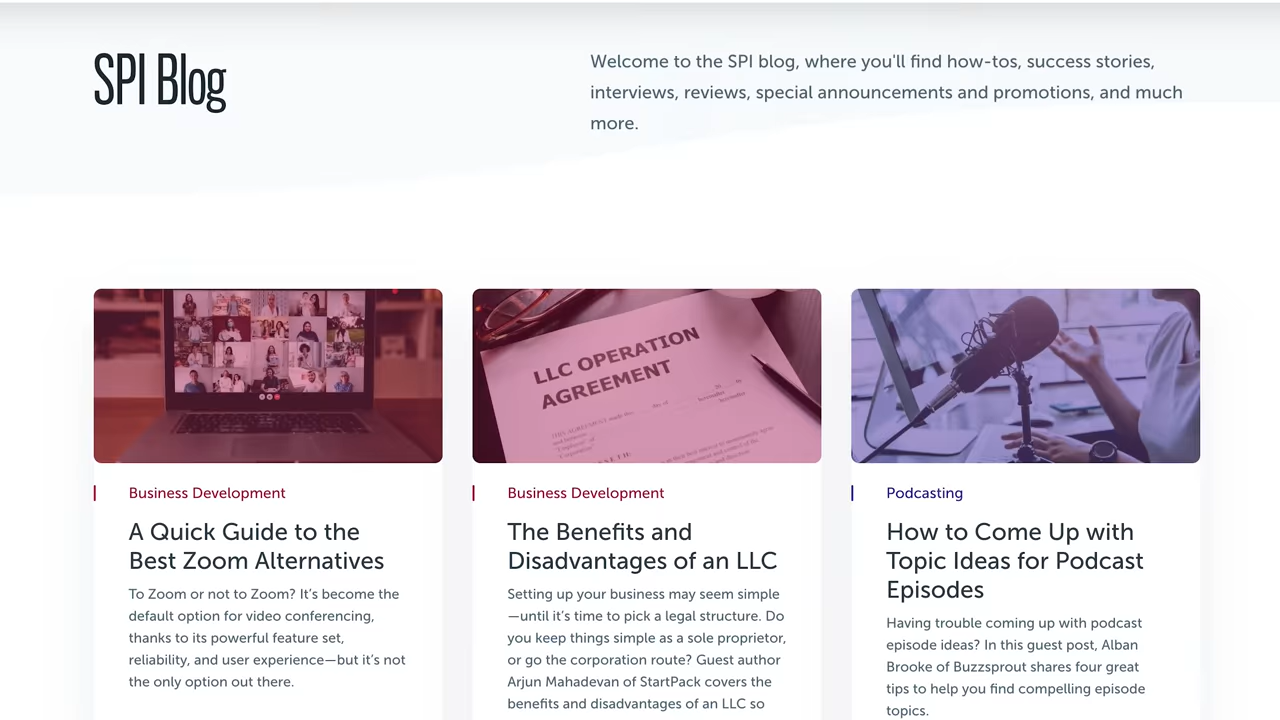 SPI Blog
Welcome to the SPI blog, where you'll find how-tos, success stories,
interviews, reviews, special announcements and promotions, and much
more.
LLC OPERATION
AGREEMENT
Business Development
A Quick Guide to the
Best Zoom Alternatives
To Zoom or not to Zoom? It’s become the
default option for video conferencing,
thanks to its powerful feature set,
reliability, and user experience—but it’s not
the only option out there.
Business Development
The Benefits and
Disadvantages of an LLC
Setting up your business may seem simple
—until it’s time to pick a legal structure. Do
you keep things simple as a sole proprietor,
or go the corporation route? Guest author
Arjun Mahadevan of StartPack covers the
benefits and disadvantages of an LLC so
Podcasting
How to Come Up with
Topic Ideas for Podcast
Episodes
Having trouble coming up with podcast
episode ideas? In this guest post, Alban
Brooke of Buzzsprout shares four great
tips to help you find compelling episode
topics.